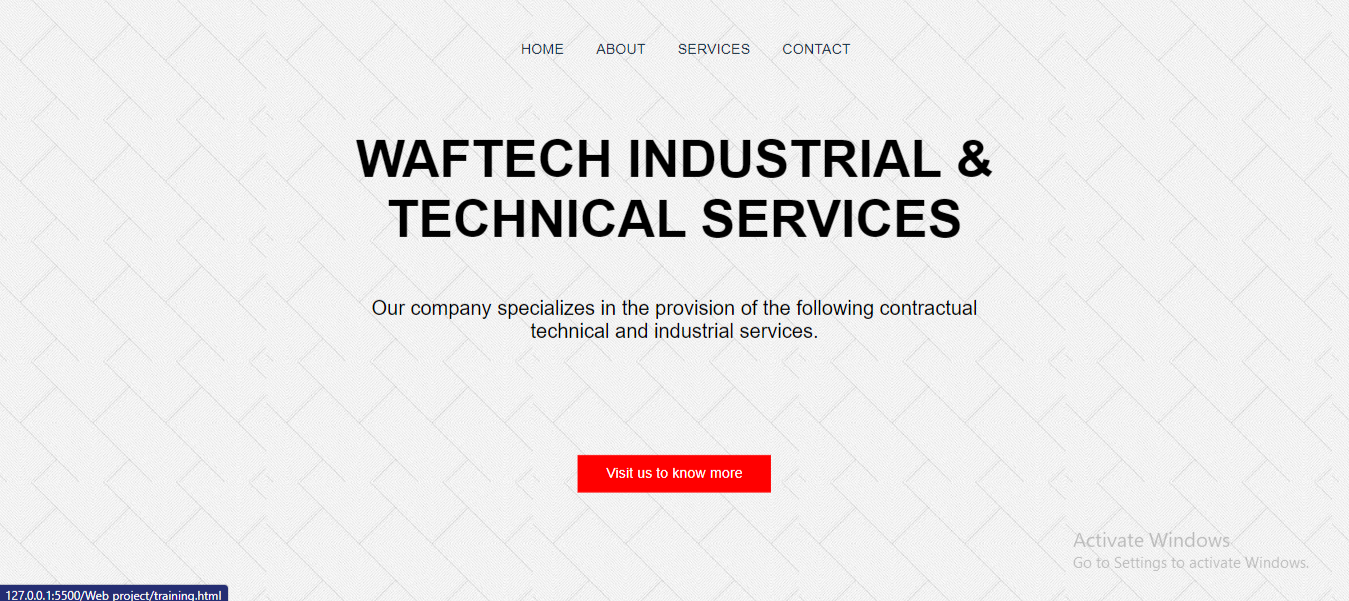 HOME ABOUT SERVICES CONTACT
WAFTECH INDUSTRIAL &
TECHNICAL SERVICES
Our company specializes in the provision of the following contractual
technical and industrial services.
Visit us to know more
Activate Windows
Go to Settings to activate Windows.
127.0.0.1:5500/Web project/training.html